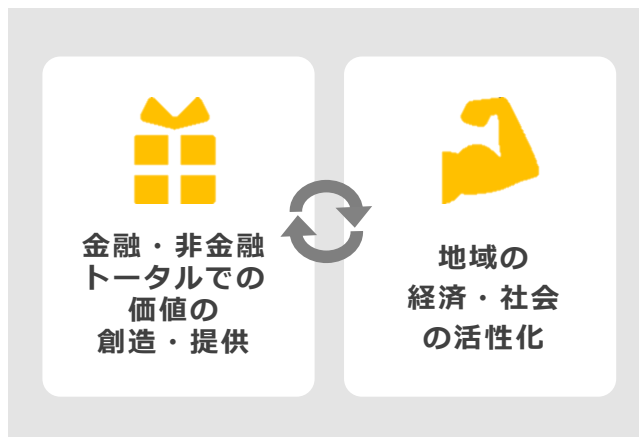 金融・非金融
トータルでの
価値の
創造・提供
地域の
経済・社会
の活性化